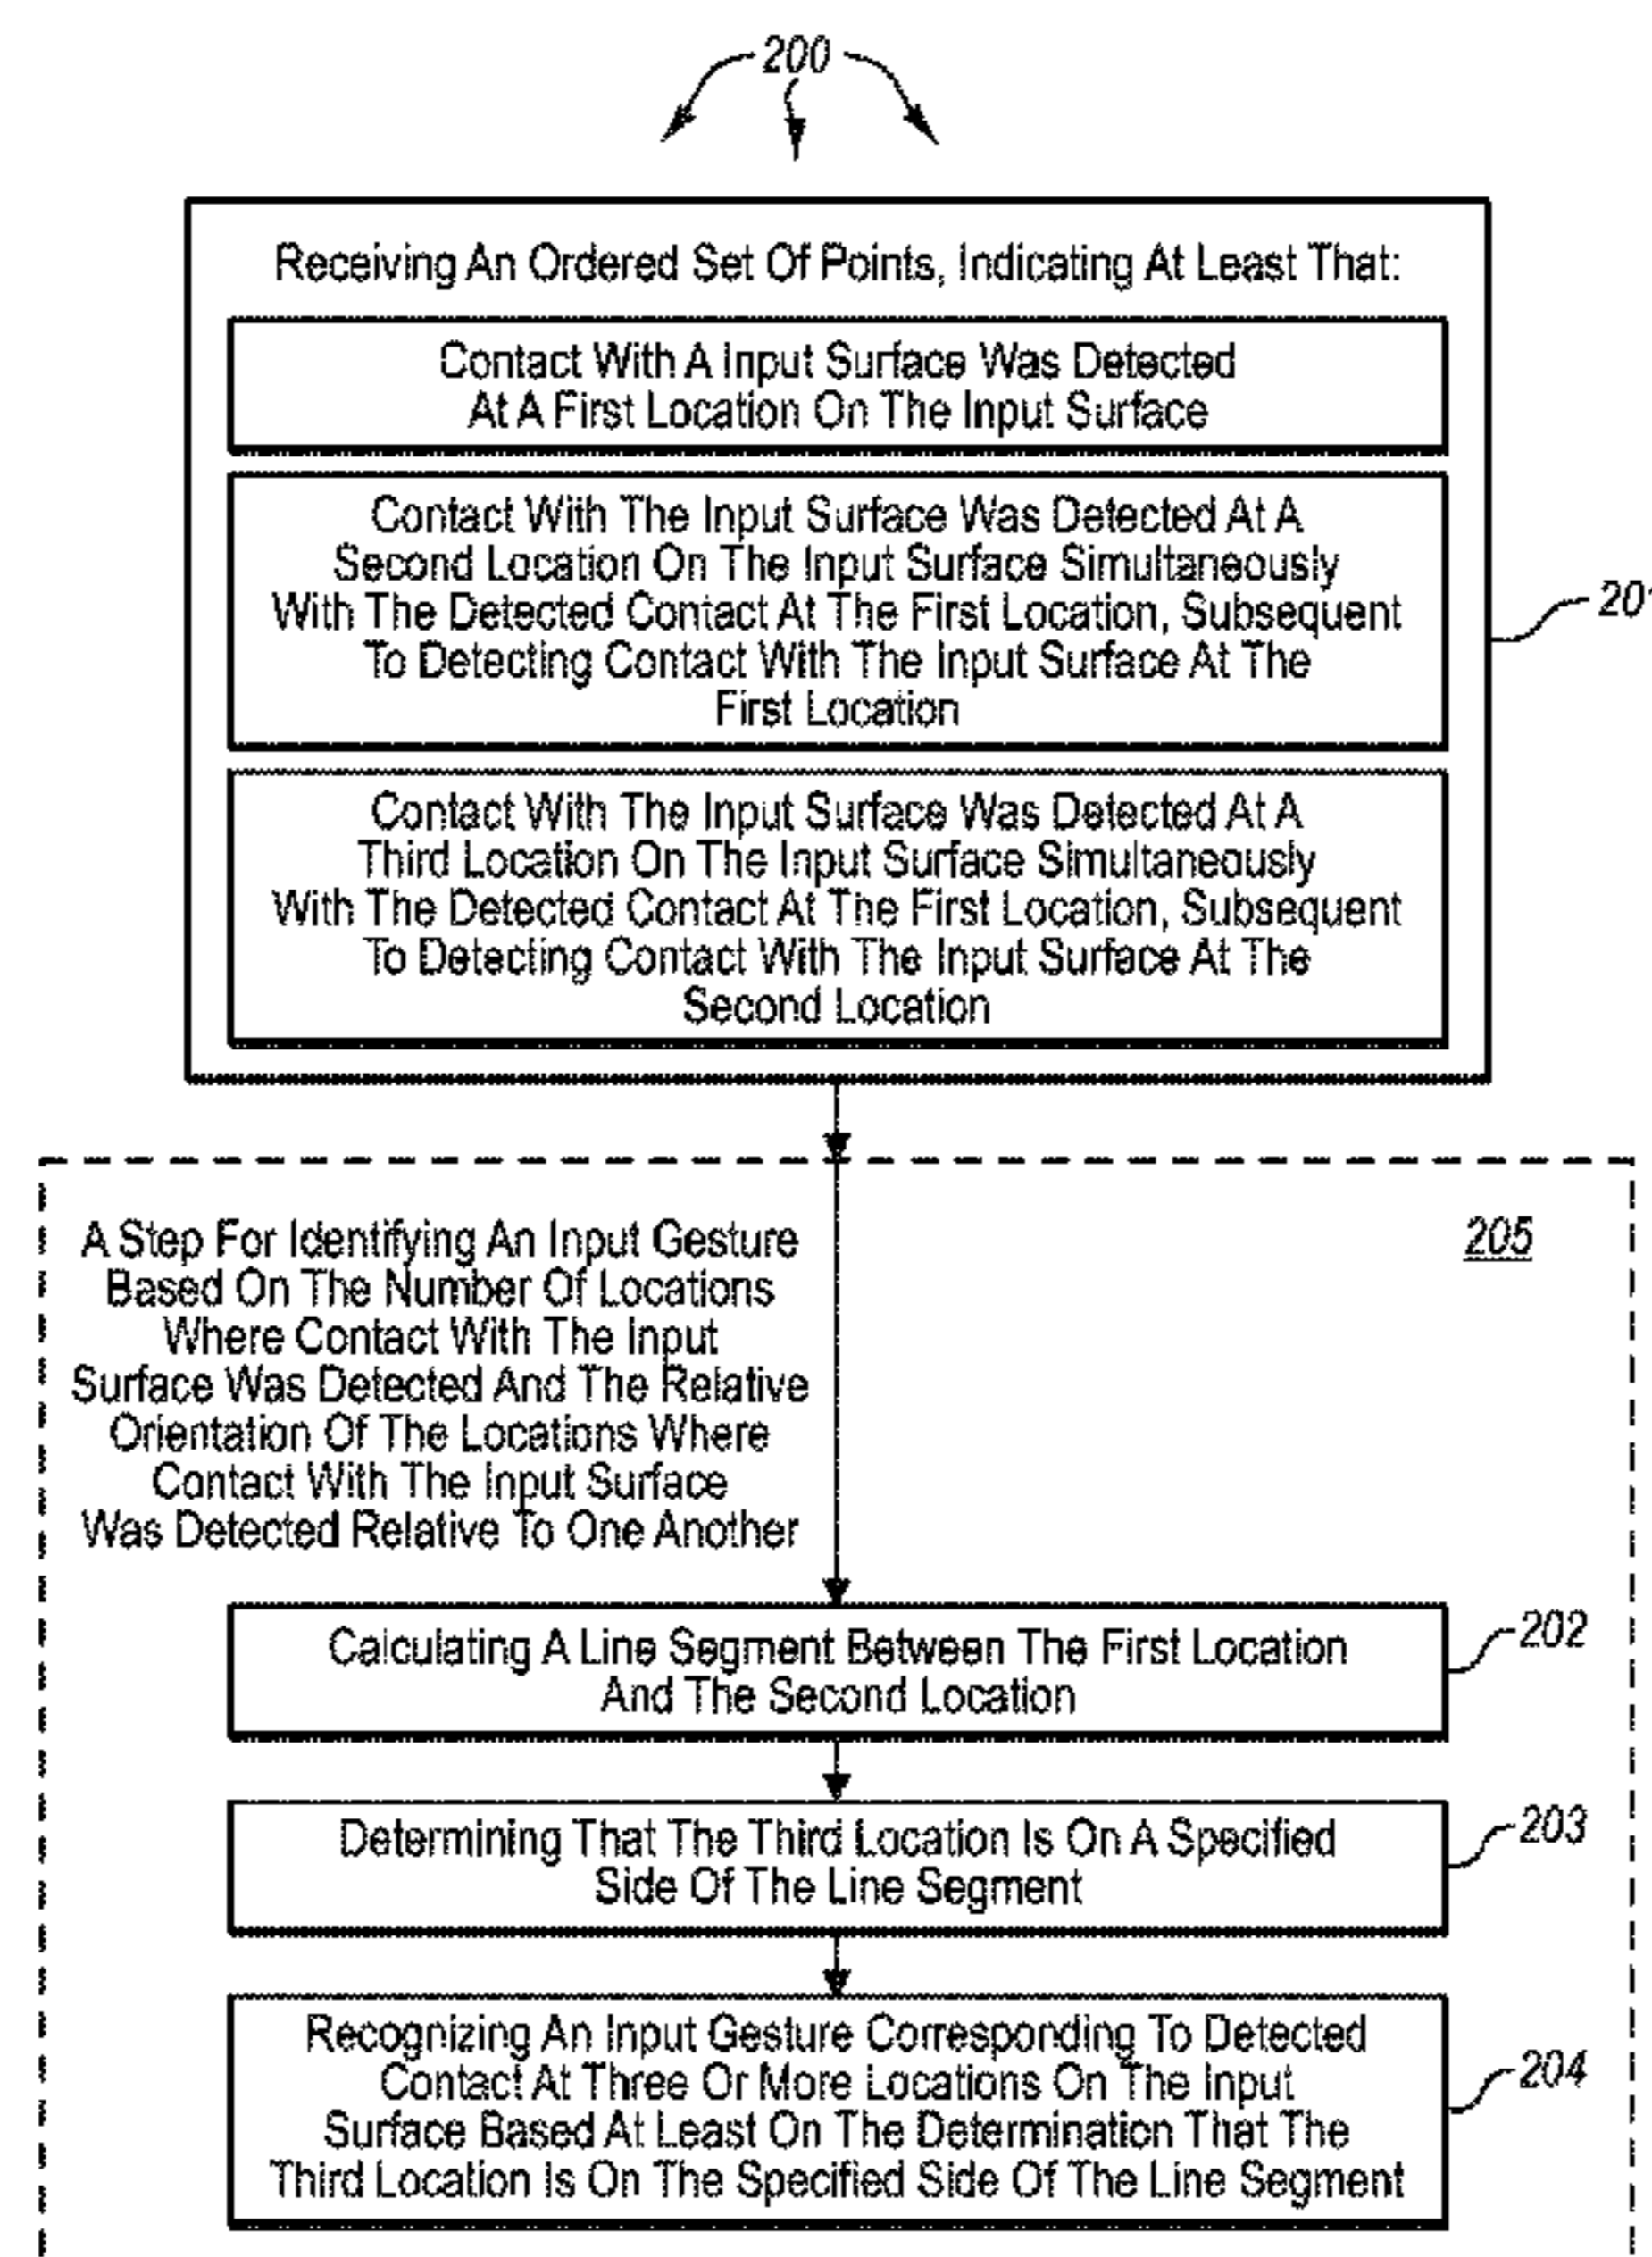 200
Receiving An Ordered Set Of Points, Indicating At Least That:
Contact With A Input Surface Was Detected
At A First Location On The Input Surface
Contact With The Input Surface Was Detected At A
Second Location On The Input Surface Simultaneously
With The Detected Contact At The First Location, Subsequent
To Detecting Contact With The Input Surface At The
First Location
201
Contact With The Input Surface Was Detected At A
Third Location On The Input Surface Simultaneously
With The Detected Contact At The First Location, Subsequent
To Detecting Contact With The Input Surface At The
Second Location
205
A Step For Identifying An Input Gesture
Based On The Number Of Locations
Where Contact With The Input
Surface Was Detected And The Relative
Orientation Of The Locations Where
Contact With The Input Surface
Was Detected Relative To One Another
Calculating A Line Segment Between The First Location
And The Second Location
202
Determining That The Third Location Is On A Specified
Side Of The Line Segment
203
Recognizing An Input Gesture Corresponding To Detected
Contact At Three Or More Locations On The Input
Surface Based At Least On The Determination That The
Third Location Is On The Specified Side Of The Line Segment
204